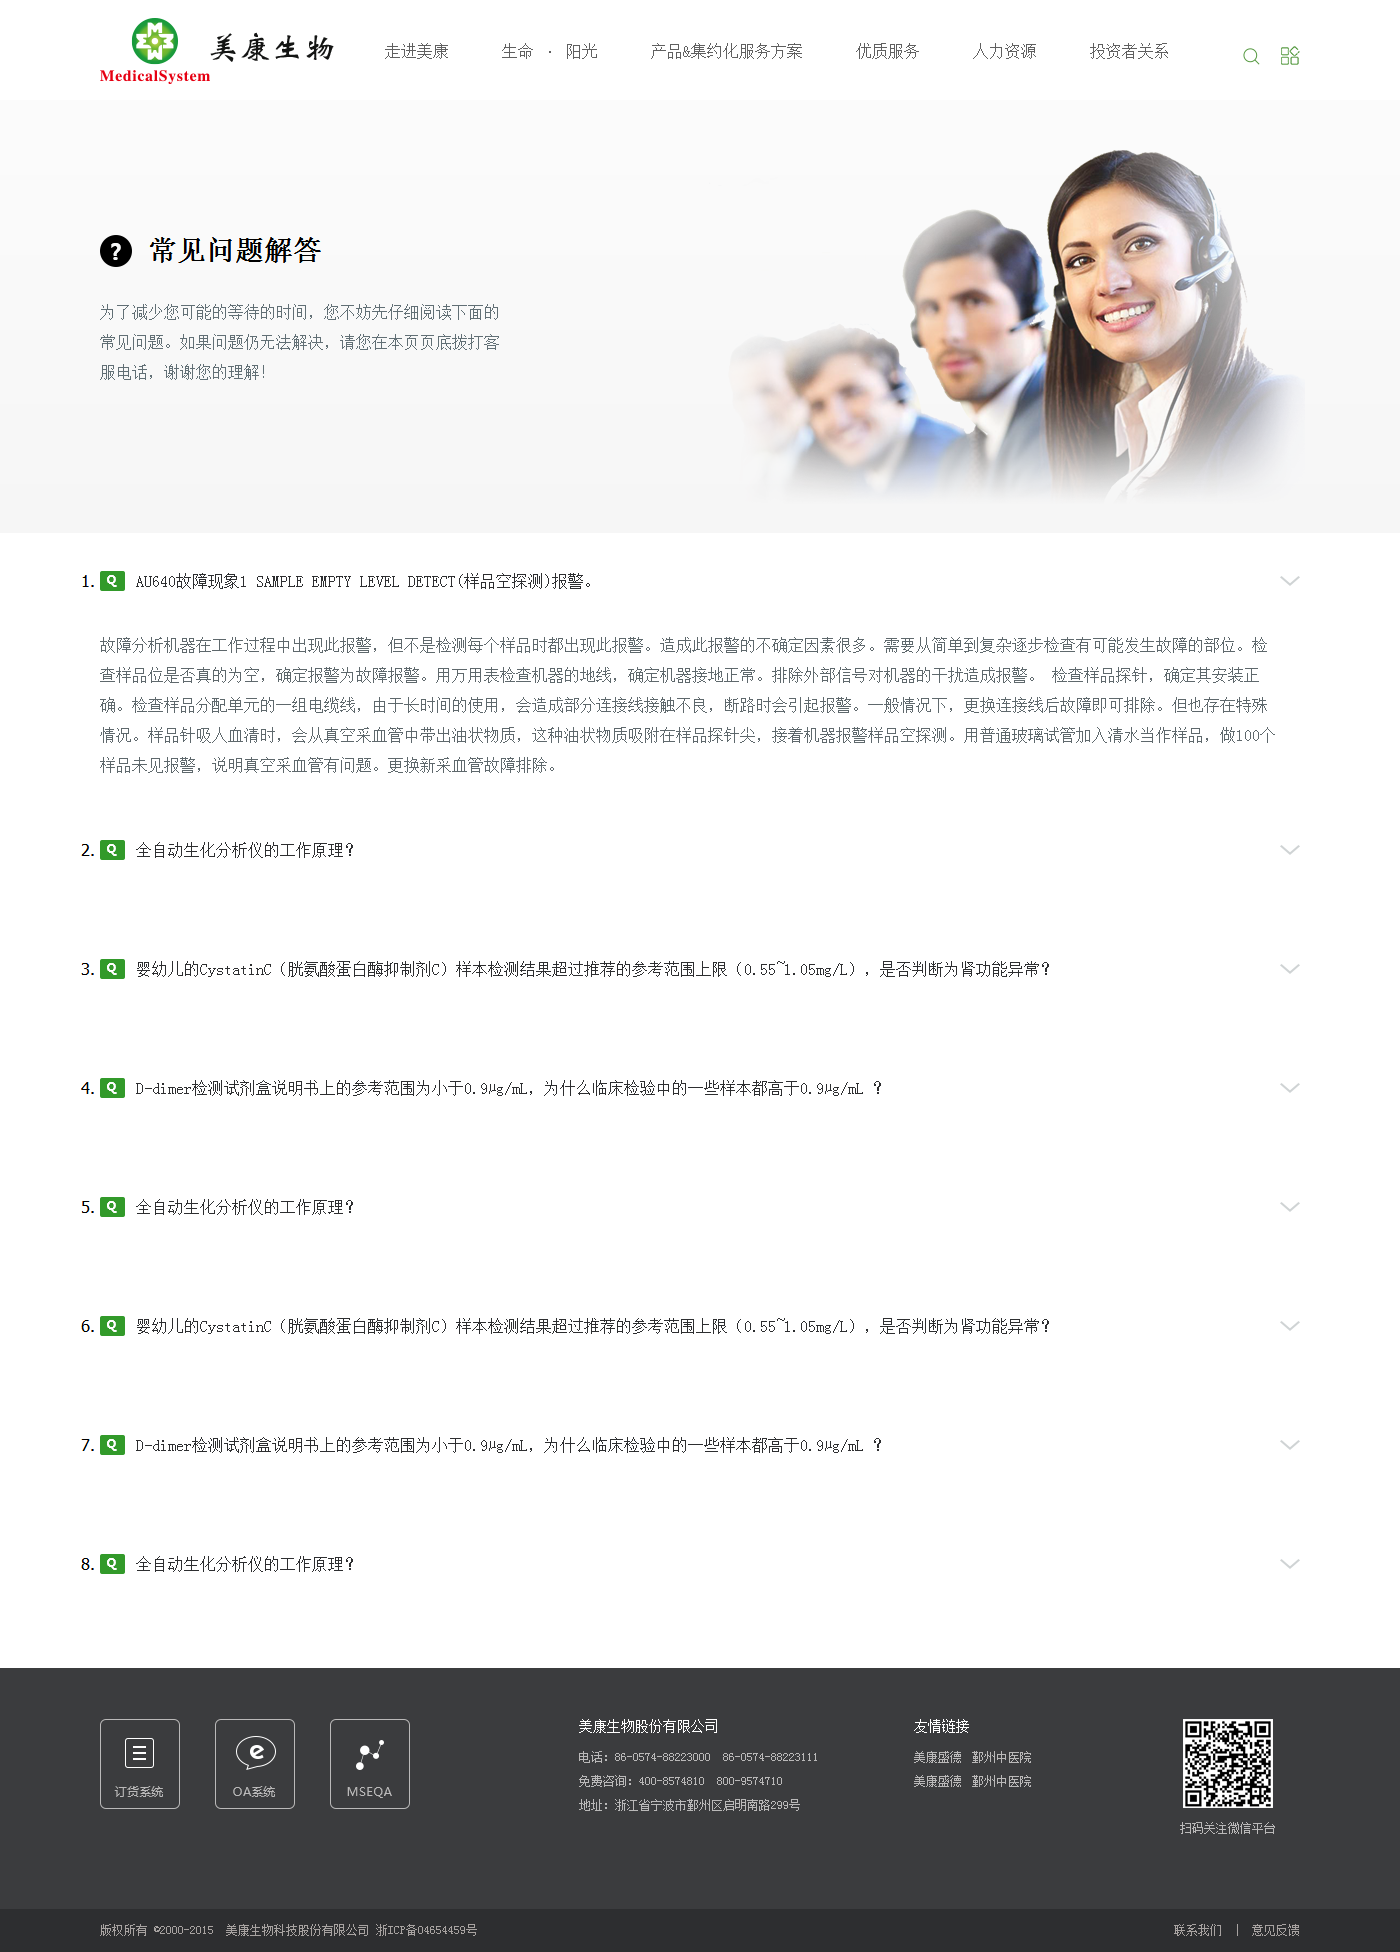 MedicalSystem
美康生物
走进美康 生命 · 阳光 产品&集约化服务方案 优质服务 人力资源 投资者关系
? 常见问题解答
为了减少您可能的等待的时间，您不妨先仔细阅读下面的
常见问题。如果问题仍无法解决，请您在本页页底拨打客
服电话，谢谢您的理解！
1. Q AU640故障现象1 SAMPLE EMPTY LEVEL DETECT(样品空探测)报警。
故障分析机器在工作过程中出现此报警，但不是检测每个样品时都出现此报警。造成此报警的不确定因素很多。需要从简单到复杂逐步检查有可能发生故障的部位。检
查样品位是否真的为空，确定报警为故障报警。用万用表检查机器的地线，确定机器接地正常。排除外部信号对机器的干扰造成报警。 检查样品探针，确定其安装正
确。检查样品分配单元的一组电缆线，由于长时间的使用，会造成部分连接线接触不良，断路时会引起报警。一般情况下，更换连接线后故障即可排除。但也存在特殊
情况。样品针吸人血清时，会从真空采血管中带出油状物质，这种油状物质吸附在样品探针尖，接着机器报警样品空探测。用普通玻璃试管加入清水当作样品，做100个
样品未见报警，说明真空采血管有问题。更换新采血管故障排除。
2. Q 全自动生化分析仪的工作原理？
3. Q 婴幼儿的CystatinC（胱氨酸蛋白酶抑制剂C）样本检测结果超过推荐的参考范围上限（0.55~1.05mg/L），是否判断为肾功能异常？
4. Q D-dimer检测试剂盒说明书上的参考范围为小于0.9μg/mL，为什么临床检验中的一些样本都高于0.9μg/mL ？
5. Q 全自动生化分析仪的工作原理？
6. Q 婴幼儿的CystatinC（胱氨酸蛋白酶抑制剂C）样本检测结果超过推荐的参考范围上限（0.55~1.05mg/L），是否判断为肾功能异常？
7. Q D-dimer检测试剂盒说明书上的参考范围为小于0.9μg/mL，为什么临床检验中的一些样本都高于0.9μg/mL ？
8. Q 全自动生化分析仪的工作原理？
订货系统 OA系统 MSEQA
美康生物股份有限公司
电话：86-0574-88223000 86-0574-88223111
免费咨询：400-8574810 800-9574710
地址：浙江省宁波市鄞州区启明南路299号
友情链接
美康盛德 鄞州中医院
美康盛德 鄞州中医院
扫码关注微信平台
版权所有 ©2000-2015 美康生物科技股份有限公司 浙ICP备04654459号
联系我们 | 意见反馈